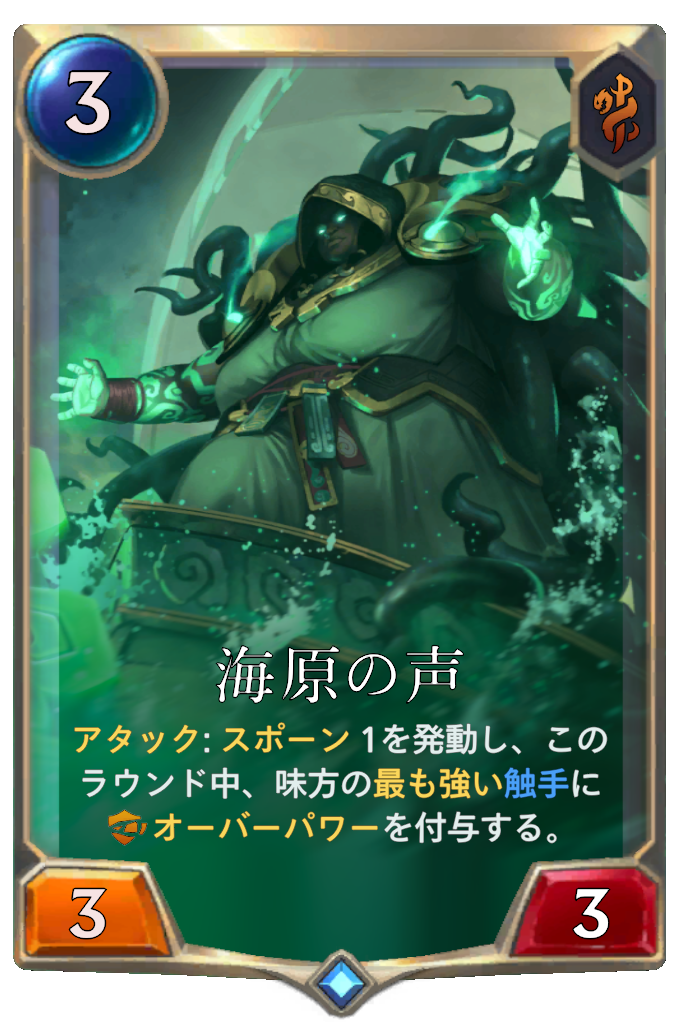 3
海原の声
アタック: スポーン 1を発動し、この
ラウンド中、味方の最も強い触手に
オーバーパワーを付与する。
3
3